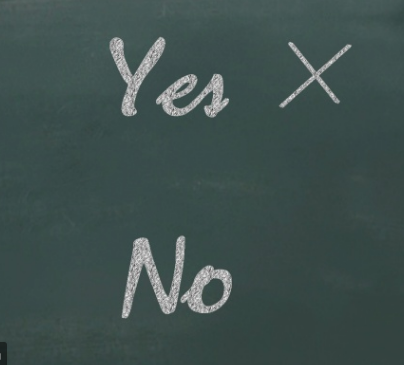 Yes X
No